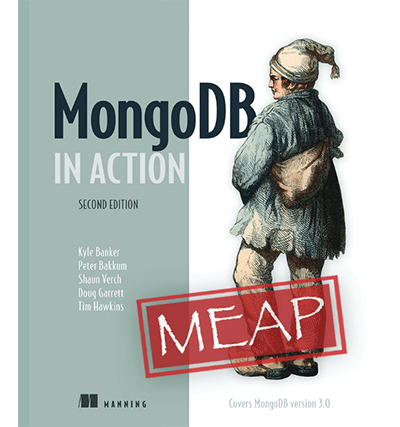 MongoDB
IN ACTION
SECOND EDITION
Kyle Banker
Peter Bakkum
Shaun Verch
Doug Garrett
Tim Hawkins
MEAP
MANNING
Covers MongoDB version 3.0